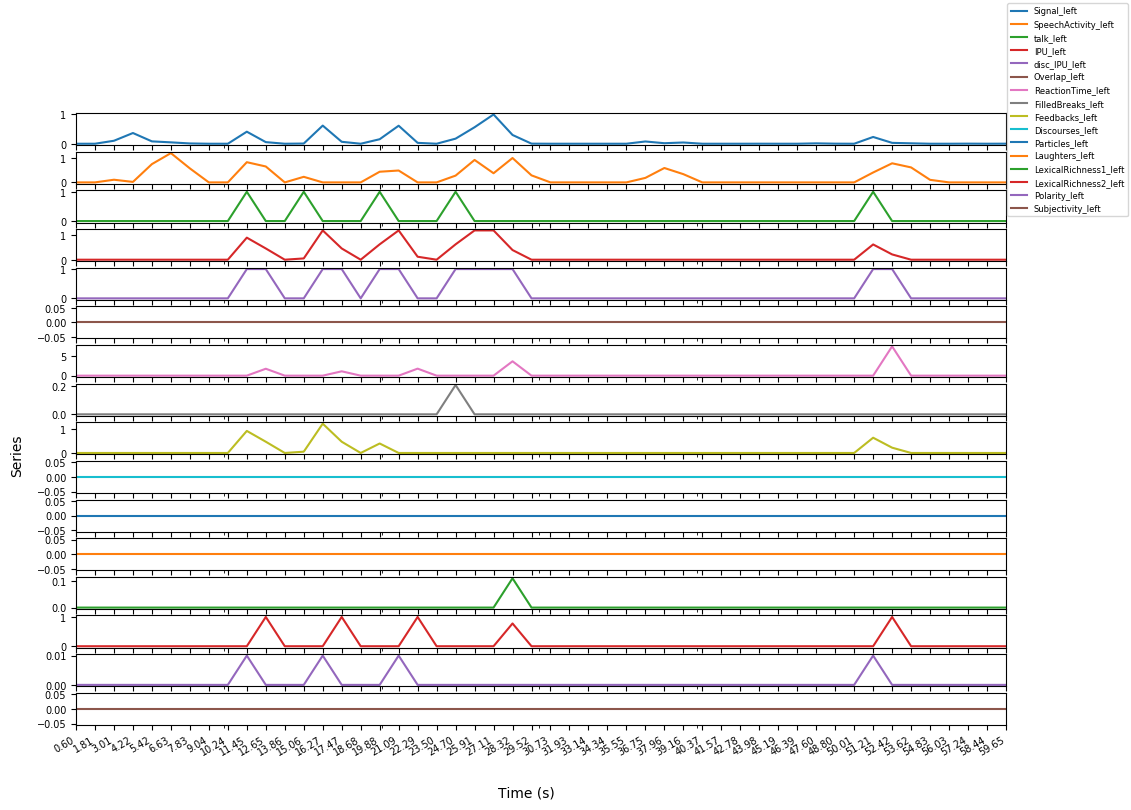 Signal_left
SpeechActivity_left
talk_left
IPU_left
disc_IPU_left
Overlap_left
ReactionTime_left
FilledBreaks_left
Feedbacks_left
Discourses_left
Particles_left
Laughters_left
LexicalRichness1_left
LexicalRichness2_left
Polarity_left
Subjectivity_left
1
0
1
0
1
0
1
0
1
0
0.05
0.00
−0.05
5
0
0.2
0.0
1
0
0.05
0.00
−0.05
0.05
0.00
−0.05
0.05
0.00
−0.05
0.1
0.0
1
0
0.01
0.00
0.05
0.00
−0.05
Series
0.60 1.81 3.01 4.22 5.42 6.63 7.83 9.04 10.24 11.45 12.65 13.86 15.06 16.27 17.47 18.68 19.88 21.09 22.29 23.50 24.70 25.91 27.11 28.32 29.52 30.73 31.93 33.14 34.34 35.55 36.75 37.96 39.16 40.37 41.57 42.78 43.98 45.19 46.39 47.60 48.80 50.01 51.21 52.42 53.62 54.83 56.03 57.24 58.44 59.65
Time (s)